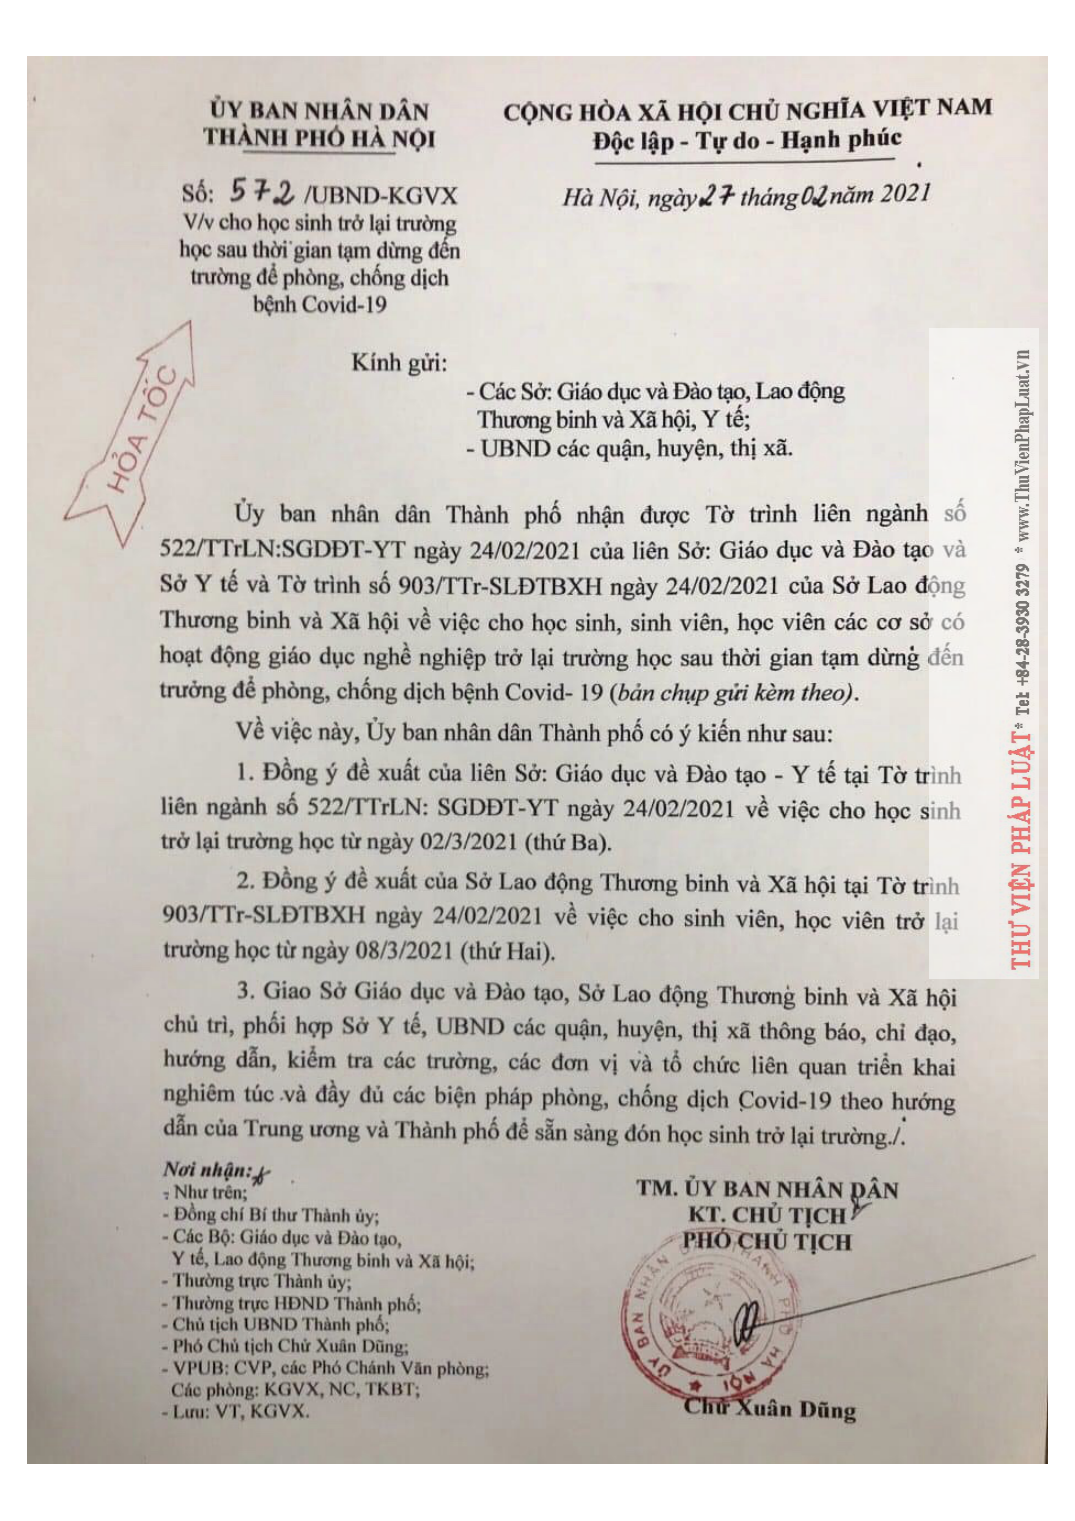 ỦY BAN NHÂN DÂN
THÀNH PHỐ HÀ NỘI
CỘNG HÒA XÃ HỘI CHỦ NGHĨA VIỆT NAM
Độc lập - Tự do - Hạnh phúc
Số: 572 /UBND-KGVX
Hà Nội, ngày 27 tháng 02 năm 2021
V/v cho học sinh trở lại trường
học sau thời gian tạm dừng đến
trường để phòng, chống dịch
bệnh Covid-19
HỎA TỐC
Kính gửi:
- Các Sở: Giáo dục và Đào tạo, Lao động
Thương binh và Xã hội, Y tế;
- UBND các quận, huyện, thị xã.
Ủy ban nhân dân Thành phố nhận được Tờ trình liên ngành số
522/TTrLN:SGDĐT-YT ngày 24/02/2021 của liên Sở: Giáo dục và Đào tạo và
Sở Y tế và Tờ trình số 903/TTr-SLĐTBXH ngày 24/02/2021 của Sở Lao động
Thương binh và Xã hội về việc cho học sinh, sinh viên, học viên các cơ sở có
hoạt động giáo dục nghề nghiệp trở lại trường học sau thời gian tạm dừng đến
trưởng để phòng, chống dịch bệnh Covid- 19 (bản chụp gửi kèm theo).
Về việc này, Ủy ban nhân dân Thành phố có ý kiến như sau:
1. Đồng ý đề xuất của liên Sở: Giáo dục và Đào tạo - Y tế tại Tờ trình
liên ngành số 522/TTrLN: SGDĐT-YT ngày 24/02/2021 về việc cho học sinh
trở lại trường học từ ngày 02/3/2021 (thứ Ba).
2. Đồng ý đề xuất của Sở Lao động Thương binh và Xã hội tại Tờ trình
903/TTr-SLĐTBXH ngày 24/02/2021 về việc cho sinh viên, học viên trở lại
trường học từ ngày 08/3/2021 (thứ Hai).
3. Giao Sở Giáo dục và Đào tạo, Sở Lao động Thương binh và Xã hội
chủ trì, phối hợp Sở Y tế, UBND các quận, huyện, thị xã thông báo, chỉ đạo,
hướng dẫn, kiểm tra các trường, các đơn vị và tổ chức liên quan triển khai
nghiêm túc và đầy đủ các biện pháp phòng, chống dịch Covid-19 theo hướng
dẫn của Trung ương và Thành phố để sẵn sàng đón học sinh trở lại trường./.
Nơi nhận:
- Như trên;
- Đồng chí Bí thư Thành ủy;
- Các Bộ: Giáo dục và Đào tạo,
Y tế, Lao động Thương binh và Xã hội;
- Thường trực Thành ủy;
- Thường trực HĐND Thành phố;
- Chủ tịch UBND Thành phố;
- Phó Chủ tịch Chử Xuân Dũng;
- VPUB: CVP, các Phó Chánh Văn phòng;
Các phòng: KGVX, NC, TKBT;
- Lưu: VT, KGVX.
TM. ỦY BAN NHÂN DÂN
KT. CHỦ TỊCH
PHÓ CHỦ TỊCH
ỦY BAN NHÂN DÂN THÀNH PHỐ HÀ NỘI
Chử Xuân Dũng
THƯ VIỆN PHÁP LUẬT * Tel: +84-28-3930 3279 * www.ThuVienPhapLuat.vn